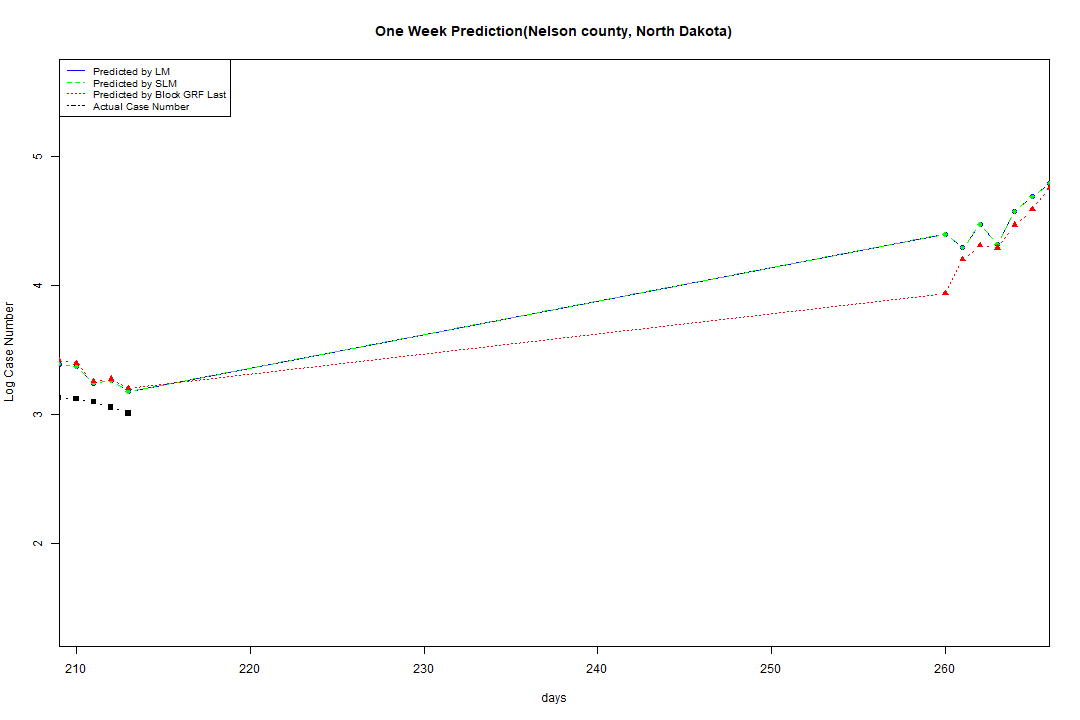 One Week Prediction(Nelson county, North Dakota)
Predicted by LM
Predicted by SLM
Predicted by Block GRF Last
Actual Case Number
5
4
3
2
Log Case Number
210 220 230 240 250 260
days